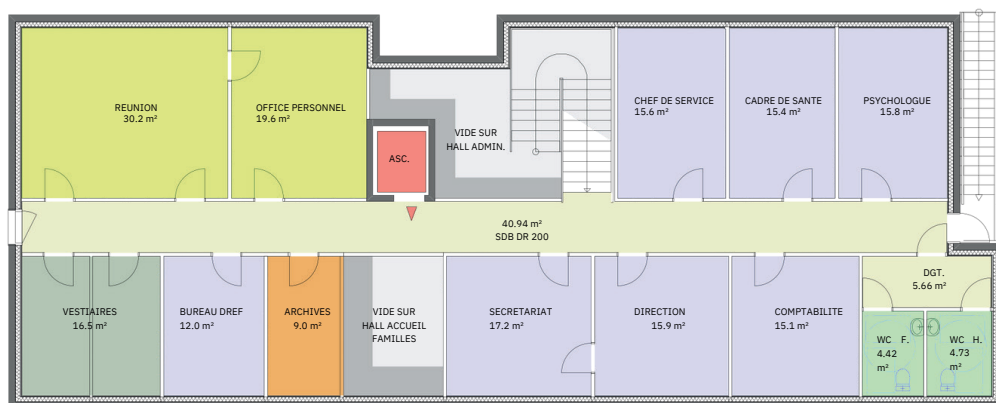 REUNION
30.2 m²
OFFICE PERSONNEL
19.6 m²
ASC.
VIDE SUR
HALL ADMIN.
CHEF DE SERVICE
15.6 m²
CADRE DE SANTE
15.4 m²
PSYCHOLOGUE
15.8 m²
40.94 m²
SDB DR 200
VESTIAIRES
16.5 m²
BUREAU DREF
12.0 m²
ARCHIVES
9.0 m²
VIDE SUR
HALL ACCUEIL
FAMILLES
SECRETARIAT
17.2 m²
DIRECTION
15.9 m²
COMPTABILITE
15.1 m²
DGT.
5.66 m²
WC F.
4.42
m²
WC H.
4.73
m²